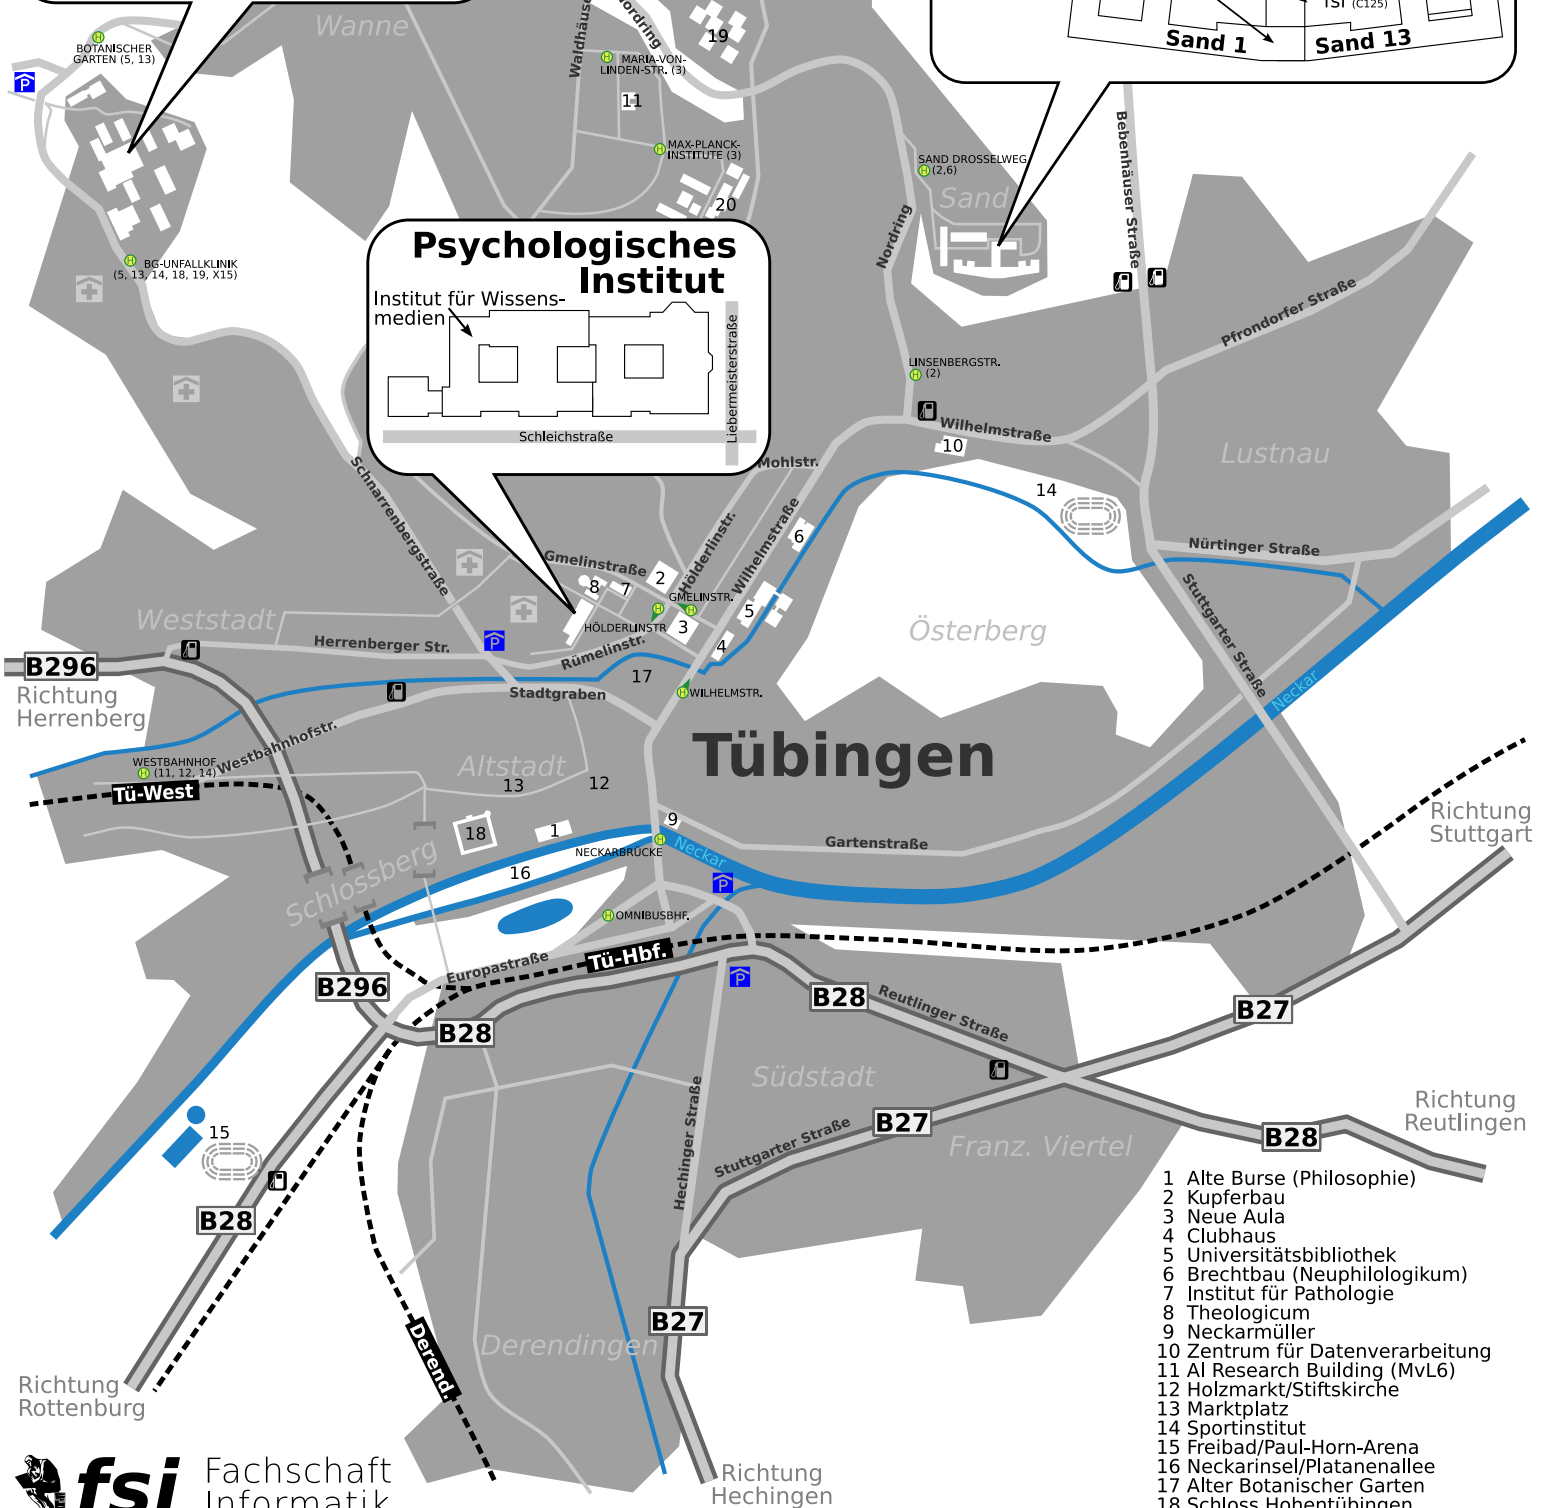 Wanne
Waldhäuser
Nordring
19
TSI (C125)
Sand 1
Sand 13
BOTANISCHER
GARTEN (5, 13)
P
MARIA-VON-
LINDEN-STR. (3)
11
MAX-PLANCK-
INSTITUTE (3)
20
SAND DROSSELWEG
(2,6)
Sand
Nordring
Bebenhäuser Straße
BG-UNFALLKLINIK
(5, 13, 14, 18, 19, X15)
Psychologisches
Institut
Institut für Wissens-
medien
Liebermeisterstraße
Schleichstraße
Pfrondorfer Straße
LINSENBERGSTR.
(2)
Wilhelmstraße
10
Lustnau
Mohlstr.
14
Schnarrenbergstraße
Hölderlinstr.
Wilhelmstraße
6
Gmelinstraße
2
8
7
GMELINSTR.
5
HÖLDERLINSTR.
3
4
Nürtinger Straße
Stuttgarter Straße
Weststadt
Herrenberger Str.
P
Rümelinstr.
Österberg
B296
Richtung
Herrenberg
17
Stadtgraben
WILHELMSTR.
Neckar
Westbahnhofstr.
WESTBAHNHOF
(11, 12, 14)
Tü-West
Altstadt
Tübingen
13
12
18
1
9
NECKARBRÜCKE
Neckar
Gartenstraße
Richtung
Stuttgart
Schlossberg
16
P
OMNIBUSBHF.
Europastraße
Tü-Hbf.
P
B296
B28
B28
Reutlinger Straße
B27
Südstadt
Hechinger Straße
Stuttgarter Straße
B27
Franz. Viertel
Richtung
Reutlingen
B28
15
B28
B27
Derendingen
Derend.
Richtung
Rottenburg
Richtung
Hechingen
1 Alte Burse (Philosophie)
2 Kupferbau
3 Neue Aula
4 Clubhaus
5 Universitätsbibliothek
6 Brechtbau (Neuphilologikum)
7 Institut für Pathologie
8 Theologicum
9 Neckarmüller
10 Zentrum für Datenverarbeitung
11 AI Research Building (MvL6)
12 Holzmarkt/Stiftskirche
13 Marktplatz
14 Sportinstitut
15 Freibad/Paul-Horn-Arena
16 Neckarinsel/Platanenallee
17 Alter Botanischer Garten
18 Schloss Hohentübingen
fsi
Fachschaft
Informatik